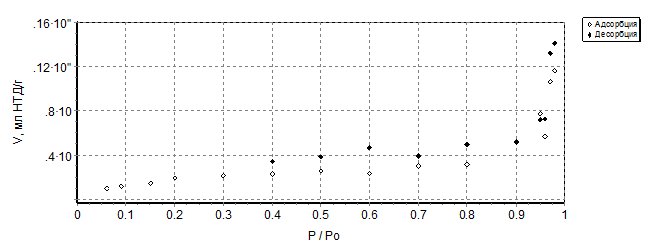 .16·10"
Адсорбция
Десорбция
.12·10"
V, мл НТД/г
.8·10
.4·10
0 0.1 0.2 0.3 0.4 0.5 0.6 0.7 0.8 0.9 1
P / Po